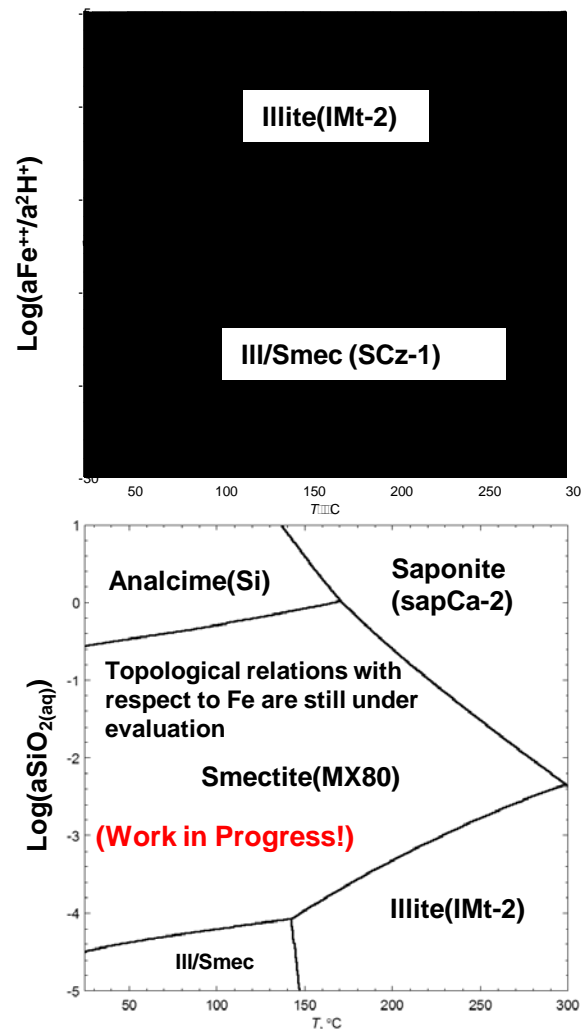 -5
Illite(IMt-2)
Log(aFe⁺⁺/a²H⁺)
Ill/Smec (SCz-1)
-30
50 100 150 200 250 30
T□□C
1
Analcime(Si)
Saponite
(sapCa-2)
0
Topological relations with
respect to Fe are still under
evaluation
-1
Log(aSiO2(aq))
-2
Smectite(MX80)
(Work in Progress!)
-3
Illite(IMt-2)
-4
Ill/Smec
-5
50 100 150 200 250 300
T, °C